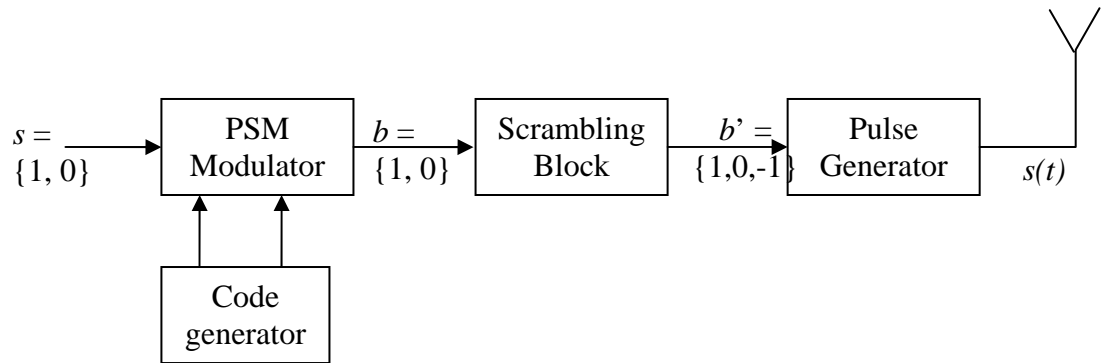 s =
{1, 0}
PSM
Modulator
b =
{1, 0}
Scrambling
Block
b’ =
{1,0,-1}
Pulse
Generator
s(t)
Code
generator